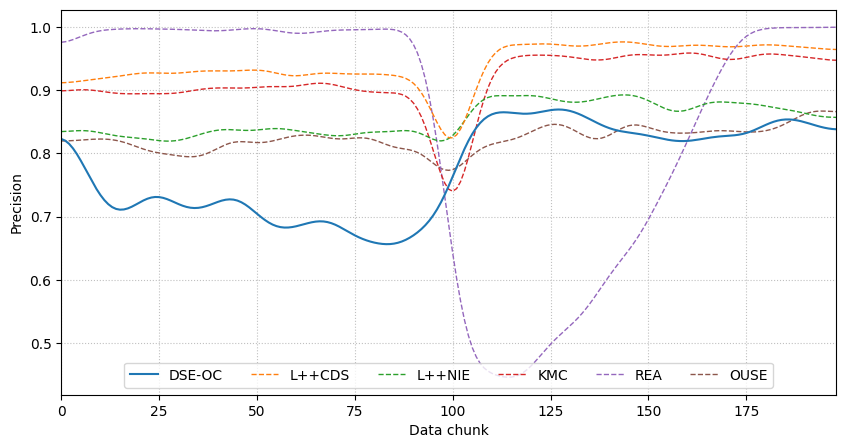 1.0
0.9
0.8
0.7
0.6
0.5
Precision
DSE-OC L++CDS L++NIE KMC REA OUSE
0 25 50 75 100 125 150 175
Data chunk